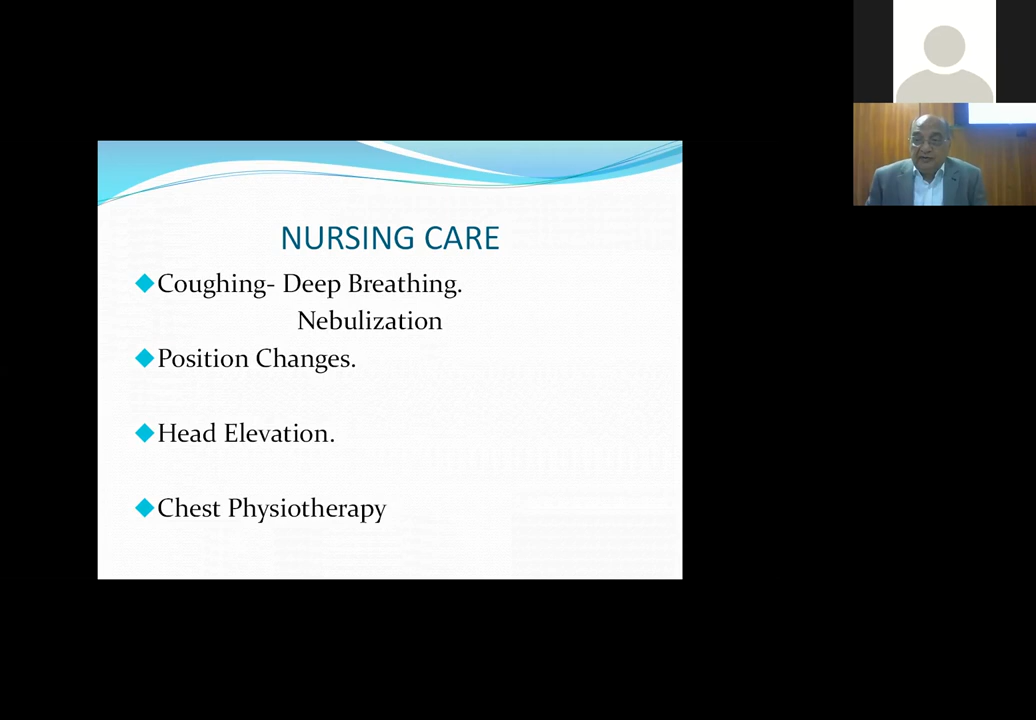 NURSING CARE
Coughing- Deep Breathing.
Nebulization
Position Changes.
Head Elevation.
Chest Physiotherapy